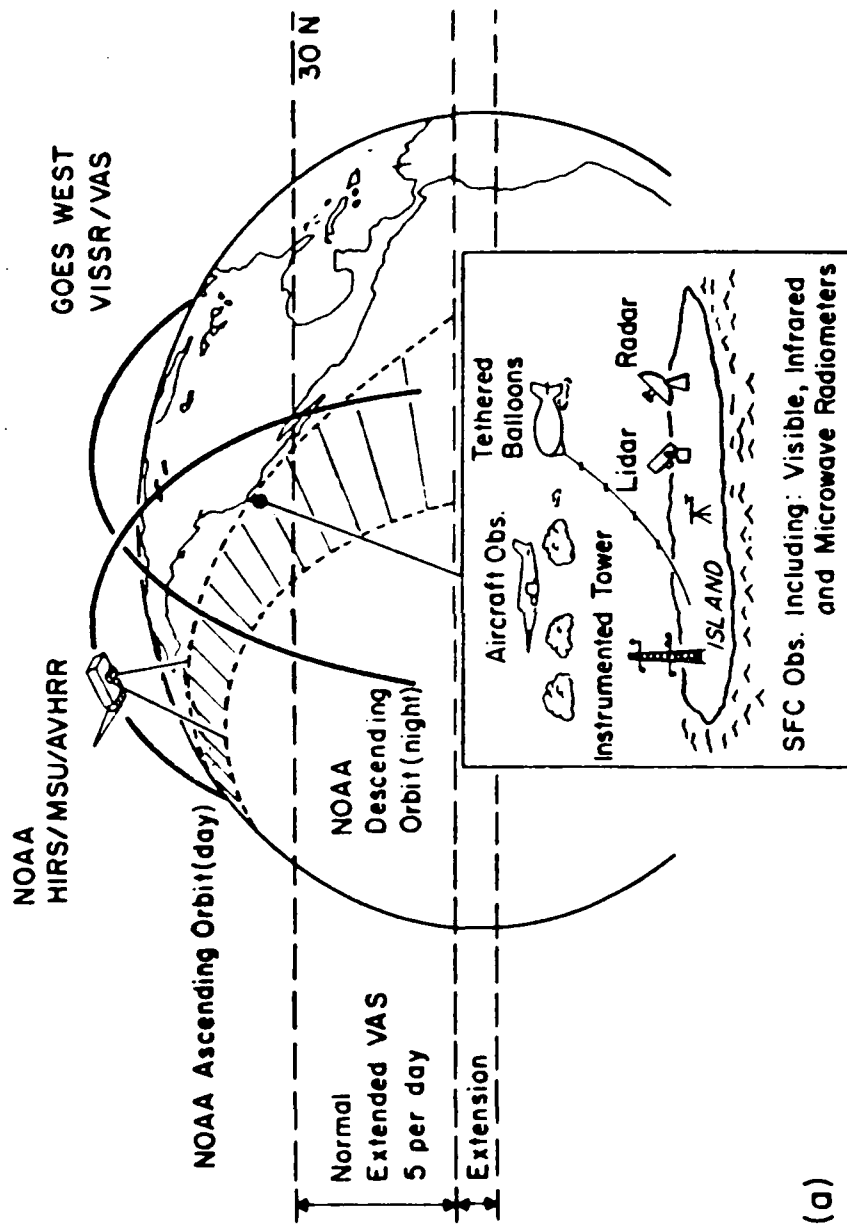 NOAA
HIRS/MSU/AVHRR
GOES WEST
VISSR/VAS
NOAA Ascending Orbit(day)
30N
Normal
Extended VAS
5 per day
NOAA
Descending
Orbit(night)
Extension
Aircraft Obs.
Tethered
Balloons
Instrumented Tower
Lidar
Radar
ISLAND
SFC Obs. Including: Visible, Infrared
and Microwave Radiometers
(a)